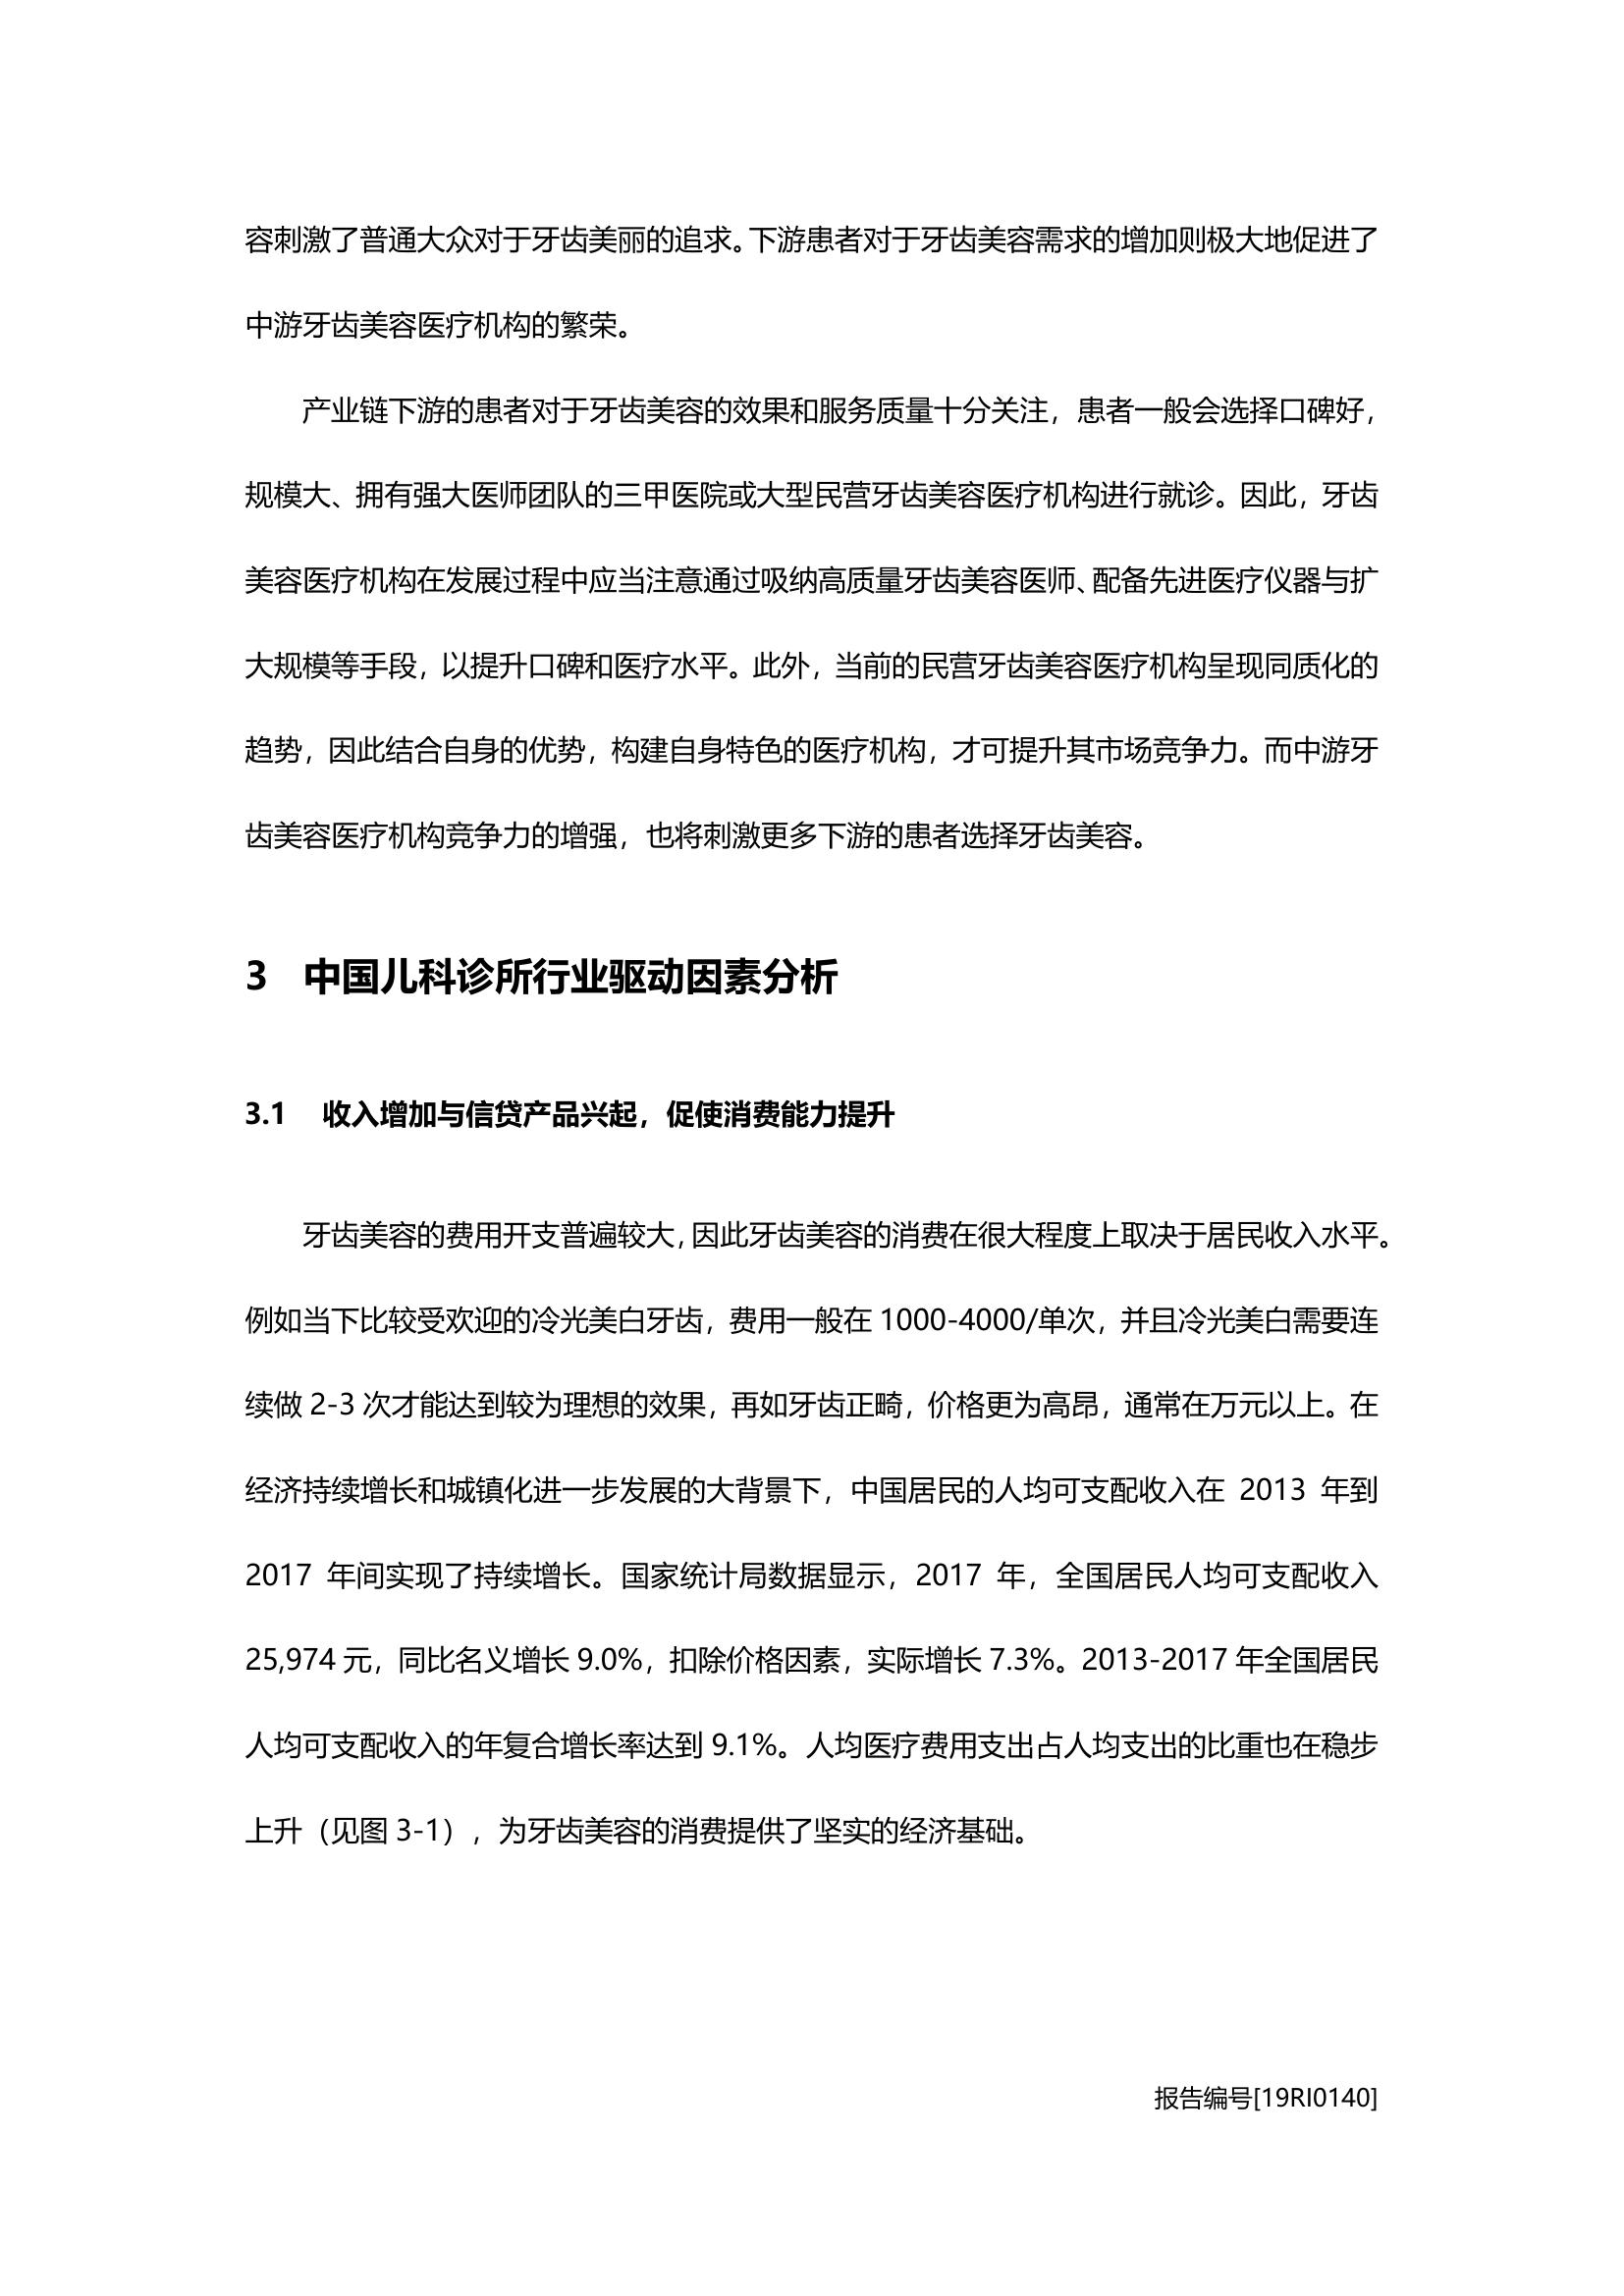 容刺激了普通大众对于牙齿美丽的追求。下游患者对于牙齿美容需求的增加则极大地促进了
中游牙齿美容医疗机构的繁荣。
产业链下游的患者对于牙齿美容的效果和服务质量十分关注，患者一般会选择口碑好，
规模大、拥有强大医师团队的三甲医院或大型民营牙齿美容医疗机构进行就诊。因此，牙齿
美容医疗机构在发展过程中应当注意通过吸纳高质量牙齿美容医师、配备先进医疗仪器与扩
大规模等手段，以提升口碑和医疗水平。此外，当前的民营牙齿美容医疗机构呈现同质化的
趋势，因此结合自身的优势，构建自身特色的医疗机构，才可提升其市场竞争力。而中游牙
齿美容医疗机构竞争力的增强，也将刺激更多下游的患者选择牙齿美容。
3 中国儿科诊所行业驱动因素分析
3.1 收入增加与信贷产品兴起，促使消费能力提升
牙齿美容的费用开支普遍较大，因此牙齿美容的消费在很大程度上取决于居民收入水平。
例如当下比较受欢迎的冷光美白牙齿，费用一般在 1000-4000/单次，并且冷光美白需要连
续做 2-3 次才能达到较为理想的效果，再如牙齿正畸，价格更为高昂，通常在万元以上。在
经济持续增长和城镇化进一步发展的大背景下，中国居民的人均可支配收入在 2013 年到
2017 年间实现了持续增长。国家统计局数据显示，2017 年，全国居民人均可支配收入
25,974 元，同比名义增长 9.0%，扣除价格因素，实际增长 7.3%。2013-2017 年全国居民
人均可支配收入的年复合增长率达到 9.1%。人均医疗费用支出占人均支出的比重也在稳步
上升（见图 3-1），为牙齿美容的消费提供了坚实的经济基础。
报告编号[19RI0140]